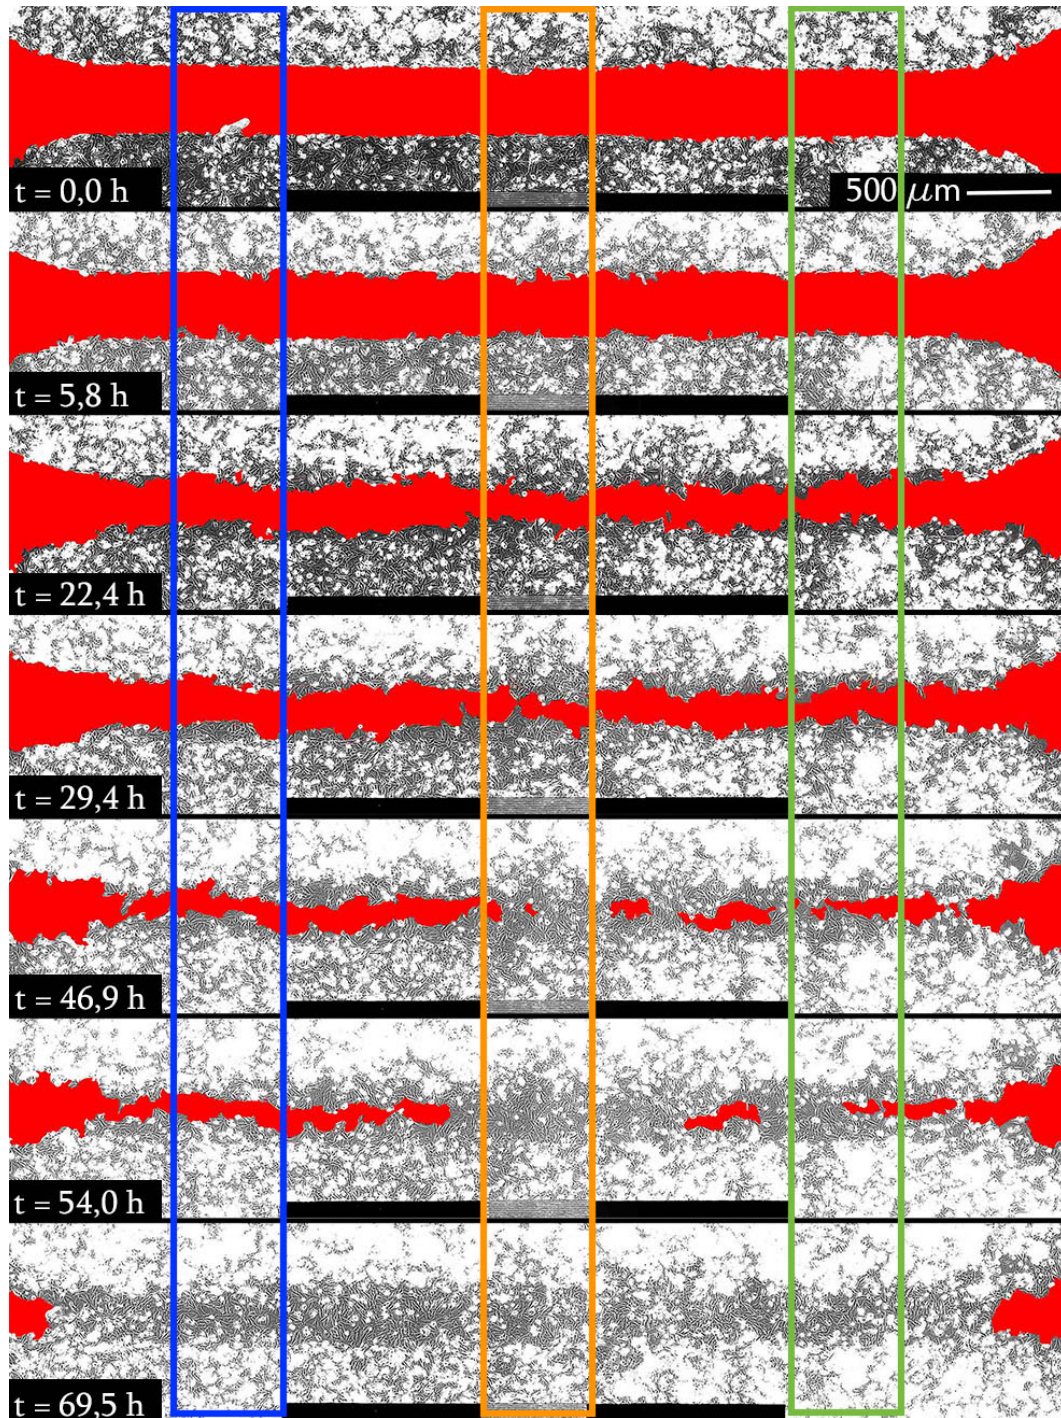 t = 0,0 h
500 μm
t = 5,8 h
t = 22,4 h
t = 29,4 h
t = 46,9 h
t = 54,0 h
t = 69,5 h